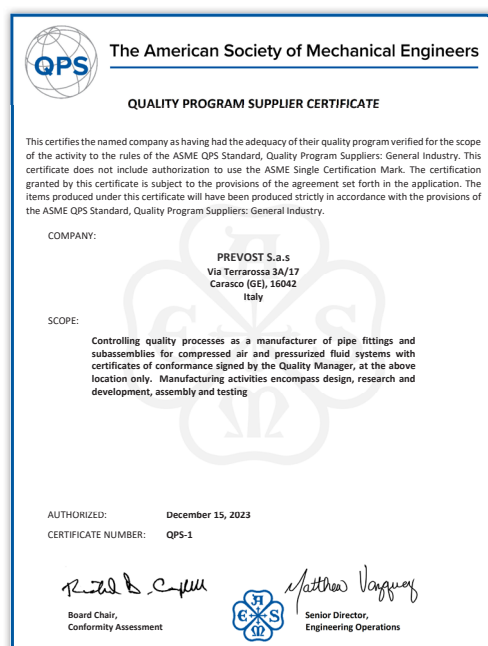 QPS
The American Society of Mechanical Engineers
QUALITY PROGRAM SUPPLIER CERTIFICATE
This certifies the named company as having had the adequacy of their quality program verified for the scope
of the activity to the rules of the ASME QPS Standard, Quality Program Suppliers: General Industry. This
certificate does not include authorization to use the ASME Single Certification Mark. The certification
granted by this certificate is subject to the provisions of the agreement set forth in the application. The
items produced under this certificate will have been produced strictly in accordance with the provisions of
the ASME QPS Standard, Quality Program Suppliers: General Industry.
COMPANY:
PREVOST S.a.s
Via Terrarossa 3A/17
Carasco (GE), 16042
Italy
SCOPE:
Controlling quality processes as a manufacturer of pipe fittings and
subassemblies for compressed air and pressurized fluid systems with
certificates of conformance signed by the Quality Manager, at the above
location only. Manufacturing activities encompass design, research and
development, assembly and testing
AUTHORIZED: December 15, 2023
CERTIFICATE NUMBER: QPS-1
Matthew Vazquez
Board Chair,
Conformity Assessment
A
E S
M
Senior Director,
Engineering Operations